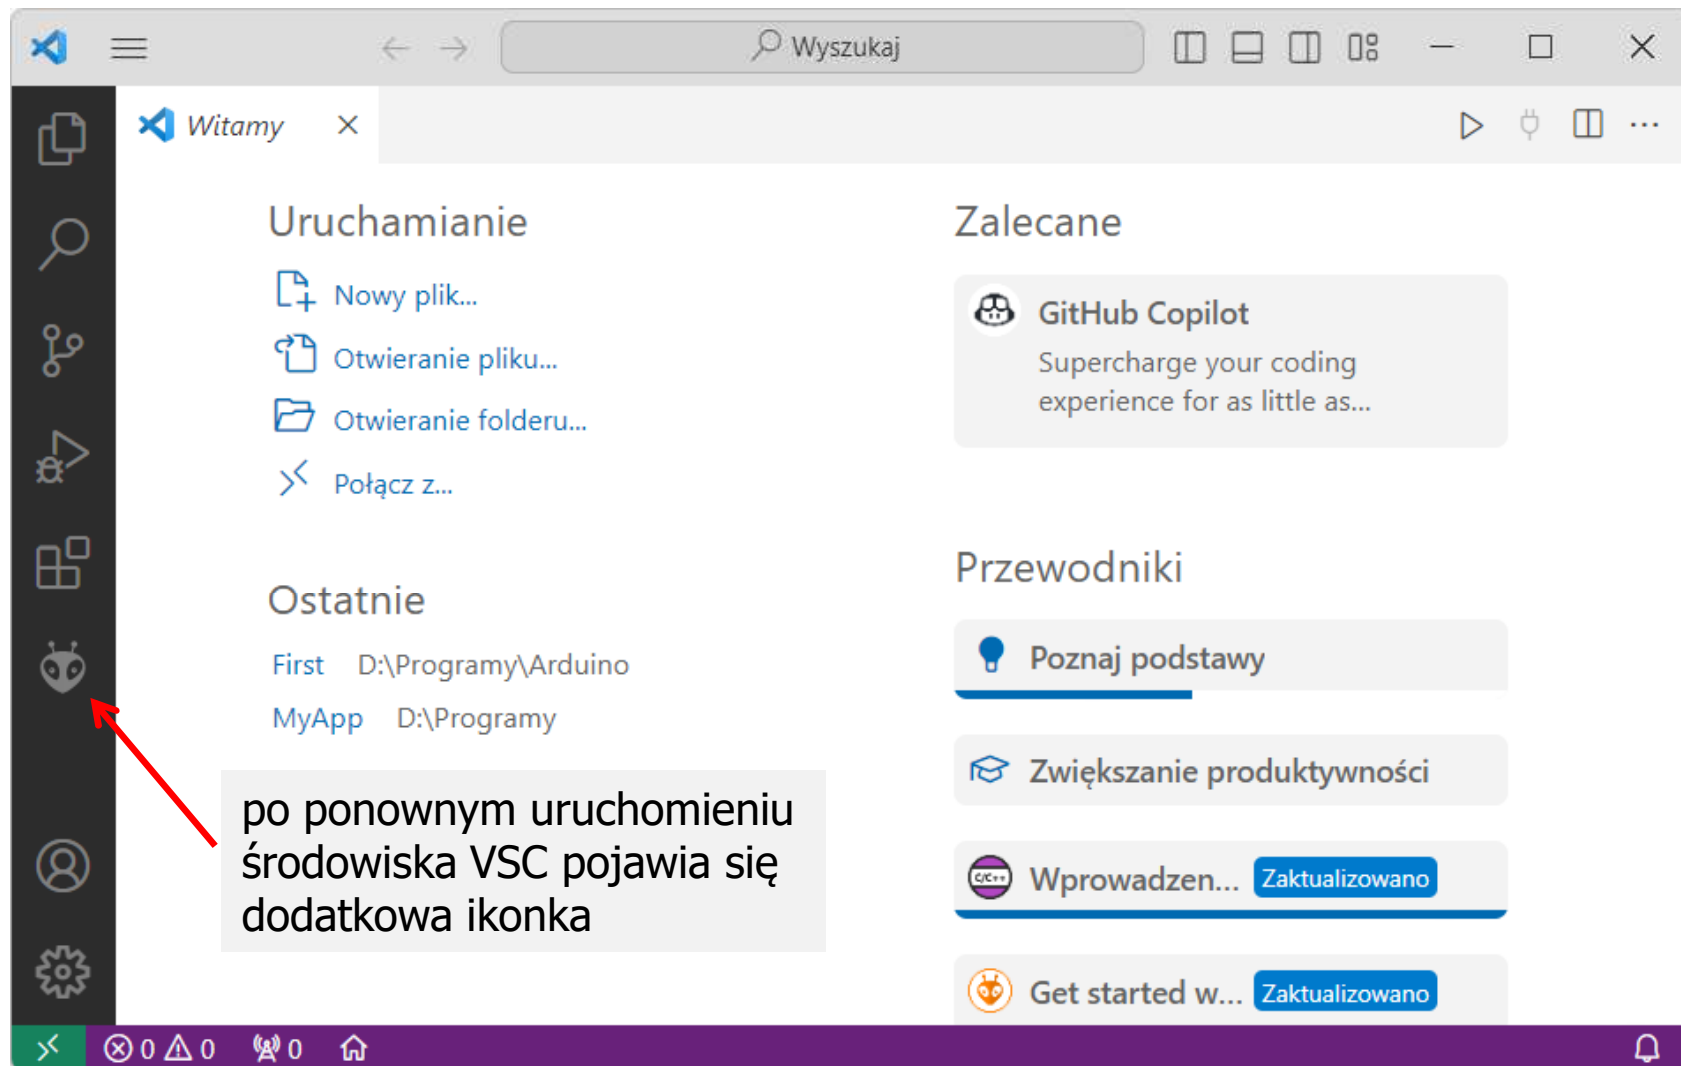 Wyszukaj
Witamy
Uruchamianie
Nowy plik...
Otwieranie pliku...
Otwieranie folderu...
Połącz z...
Ostatnie
First D:\Programy\Arduino
MyApp D:\Programy
po ponownym uruchomieniu
środowiska VSC pojawia się
dodatkowa ikonka
Zalecane
GitHub Copilot
Supercharge your coding
experience for as little as...
Przewodniki
Poznaj podstawy
Zwiększanie produktywności
C/C++ Wprowadzen... Zaktualizowano
Get started w... Zaktualizowano
0 0 0